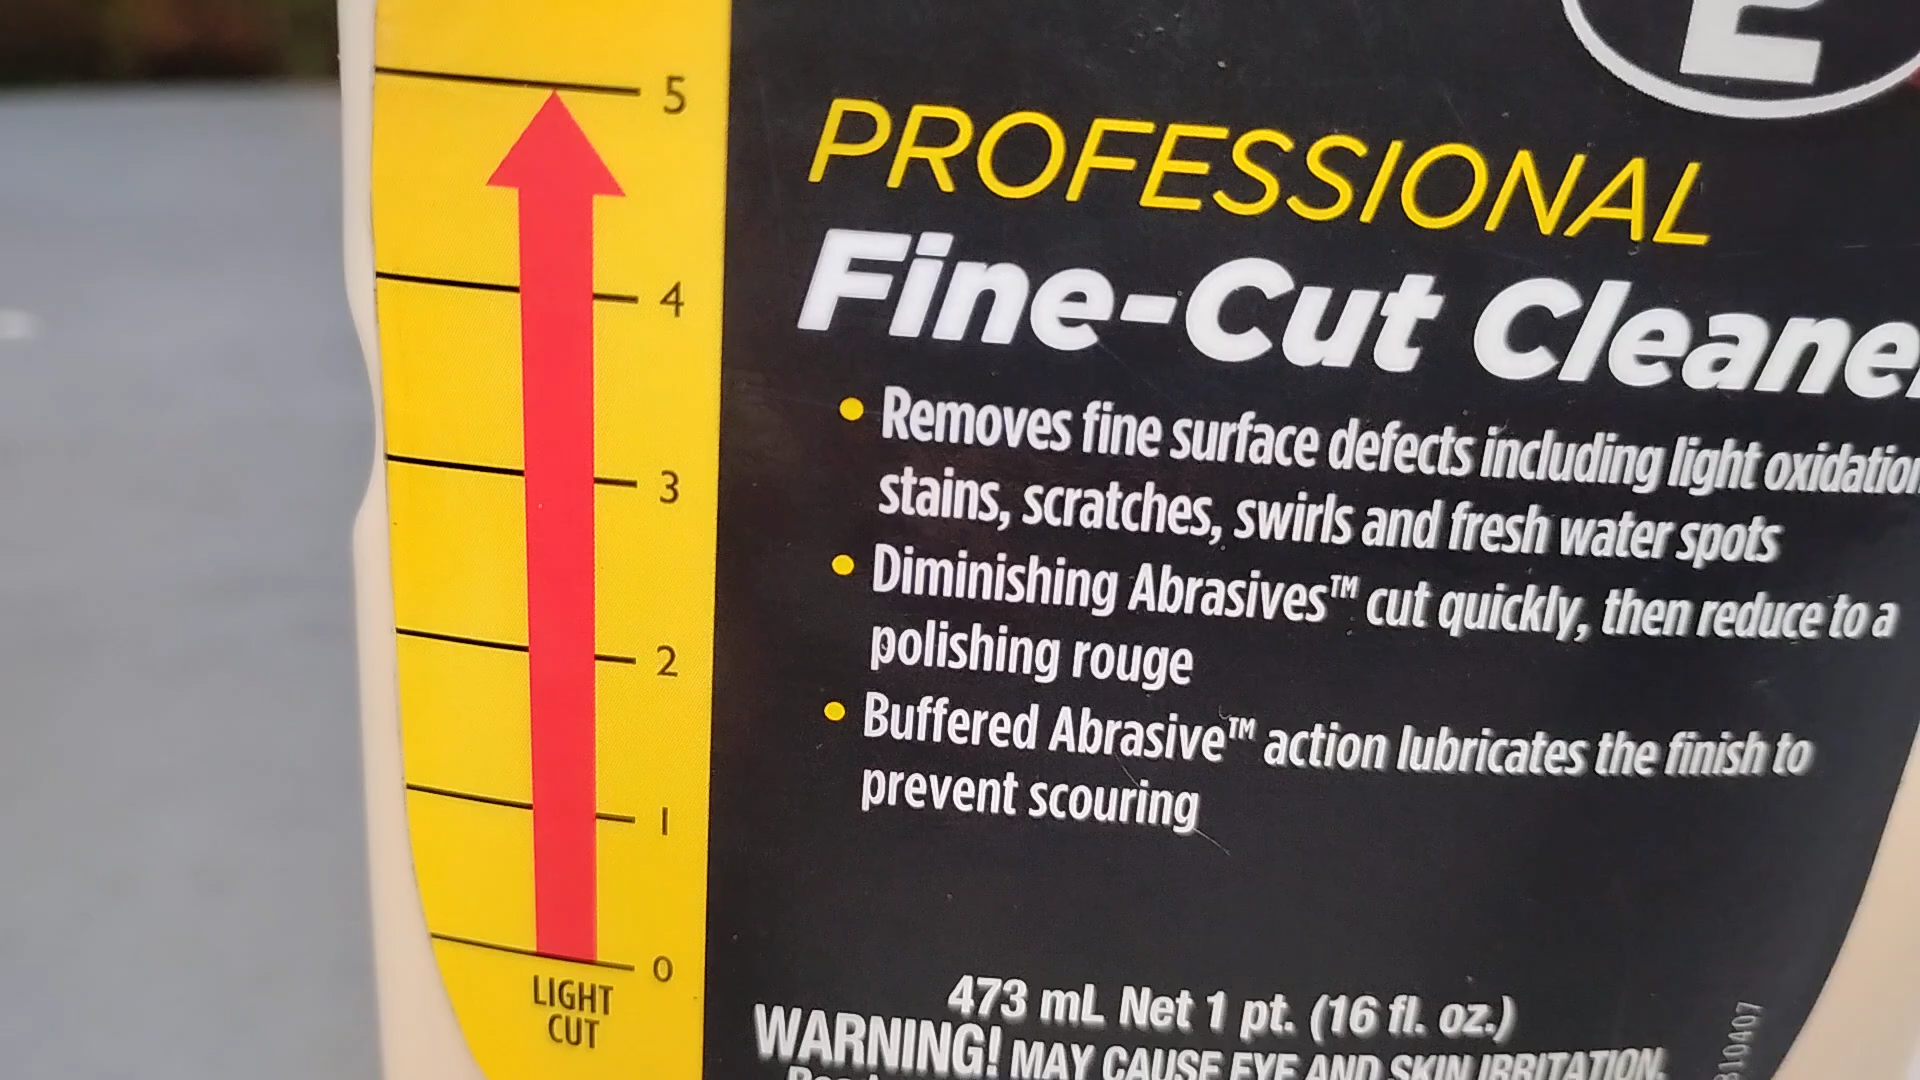 5
4
3
2
1
0
LIGHT
CUT
2
PROFESSIONAL
Fine-Cut Cleaner
• Removes fine surface defects including light oxidation
stains, scratches, swirls and fresh water spots
• Diminishing Abrasives™ cut quickly, then reduce to a
polishing rouge
• Buffered Abrasive™ action lubricates the finish to
prevent scouring
473 mL Net 1 pt. (16 fl. oz.)
WARNING! MAY CAUSE EYE AND SKIN IRRITATION.